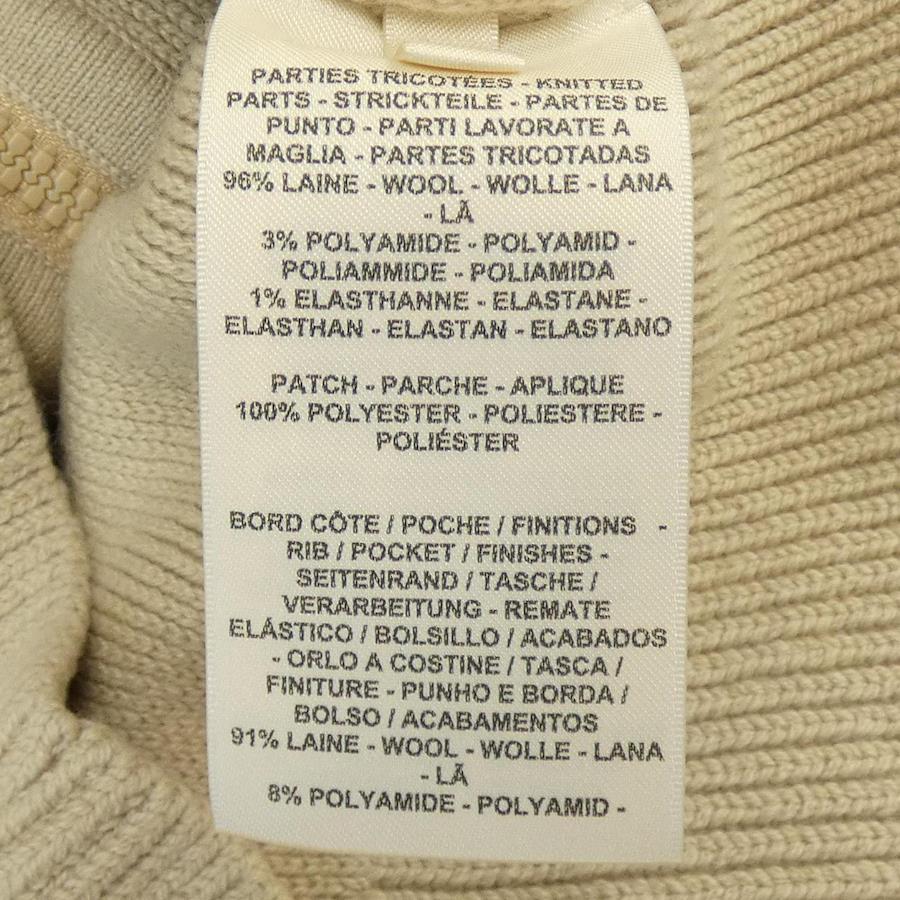 PARTIES TRICOTÉES - KNITTED
PARTS - STRICKTEILE - PARTES DE
PUNTO - PARTI LAVORATE A
MAGLIA - PARTES TRICOTADAS
96% LAINE - WOOL - WOLLE - LANA
- LÃ
3% POLYAMIDE - POLYAMID -
POLIAMMIDE - POLIAMIDA
1% ELASTHANNE - ELASTANE -
ELASTHAN - ELASTAN - ELASTANO
PATCH - PARCHE - APLIQUE
100% POLYESTER - POLIESTERE -
POLIÉSTER
BORD CÔTE / POCHE / FINITIONS -
RIB / POCKET / FINISHES -
SEITENRAND / TASCHE /
VERARBEITUNG - REMATE
ELÁSTICO / BOLSILLO / ACABADOS
- ORLO A COSTINE / TASCA /
FINITURE - PUNHO E BORDA /
BOLSO / ACABAMENTOS
91% LAINE - WOOL - WOLLE - LANA
- LÃ
8% POLYAMIDE - POLYAMID -